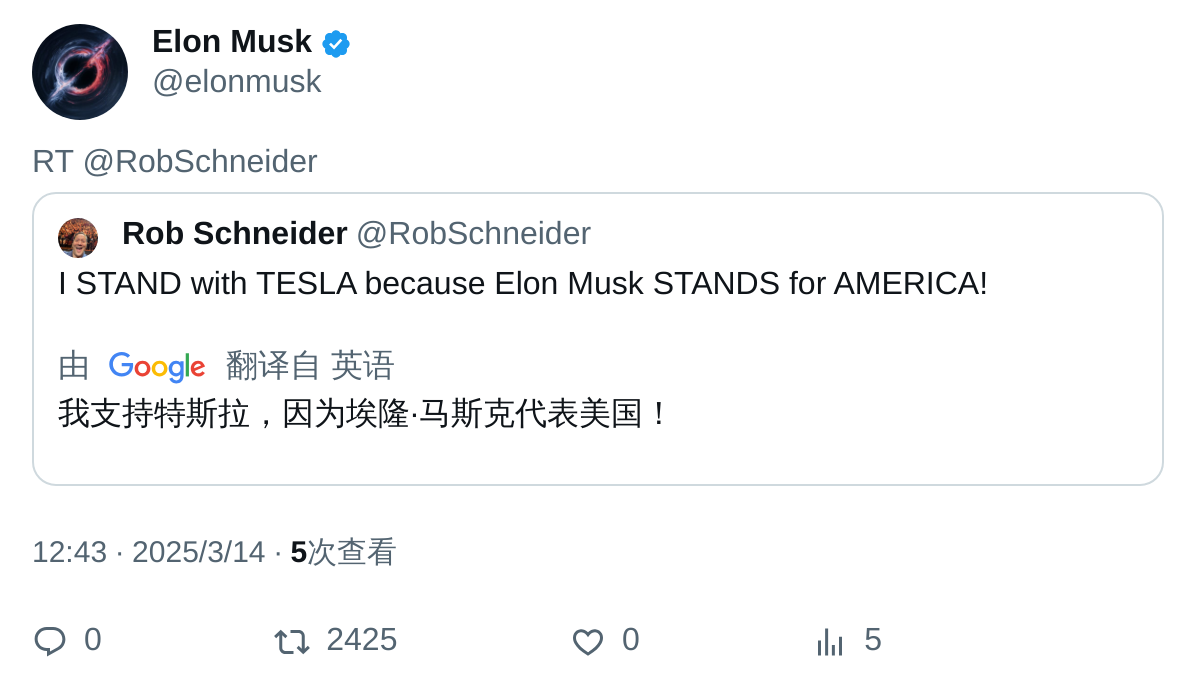 Elon Musk
@elonmusk
RT @RobSchneider
Rob Schneider @RobSchneider
I STAND with TESLA because Elon Musk STANDS for AMERICA!
由 Google 翻译自 英语
我支持特斯拉，因为埃隆·马斯克代表美国！
12:43 · 2025/3/14 · 5次查看
0 2425 0 5